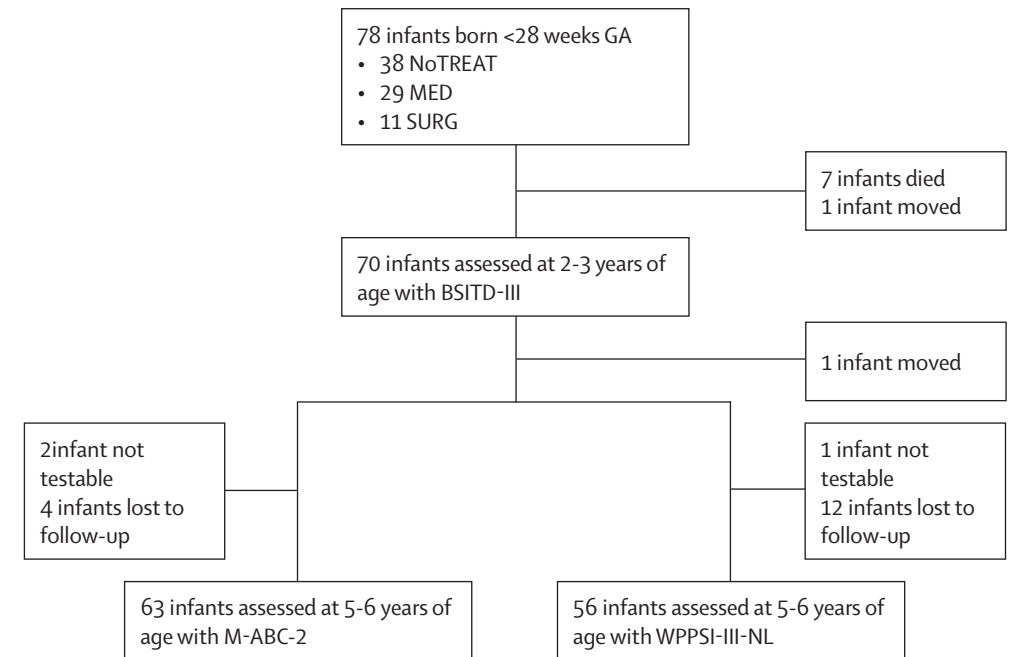 78 infants born <28 weeks GA
• 38 NoTREAT
• 29 MED
• 11 SURG
7 infants died
1 infant moved
70 infants assessed at 2-3 years of
age with BSITD-III
1 infant moved
2infant not
testable
4 infants lost to
follow-up
1 infant not
testable
12 infants lost to
follow-up
63 infants assessed at 5-6 years of
age with M-ABC-2
56 infants assessed at 5-6 years of
age with WPPSI-III-NL